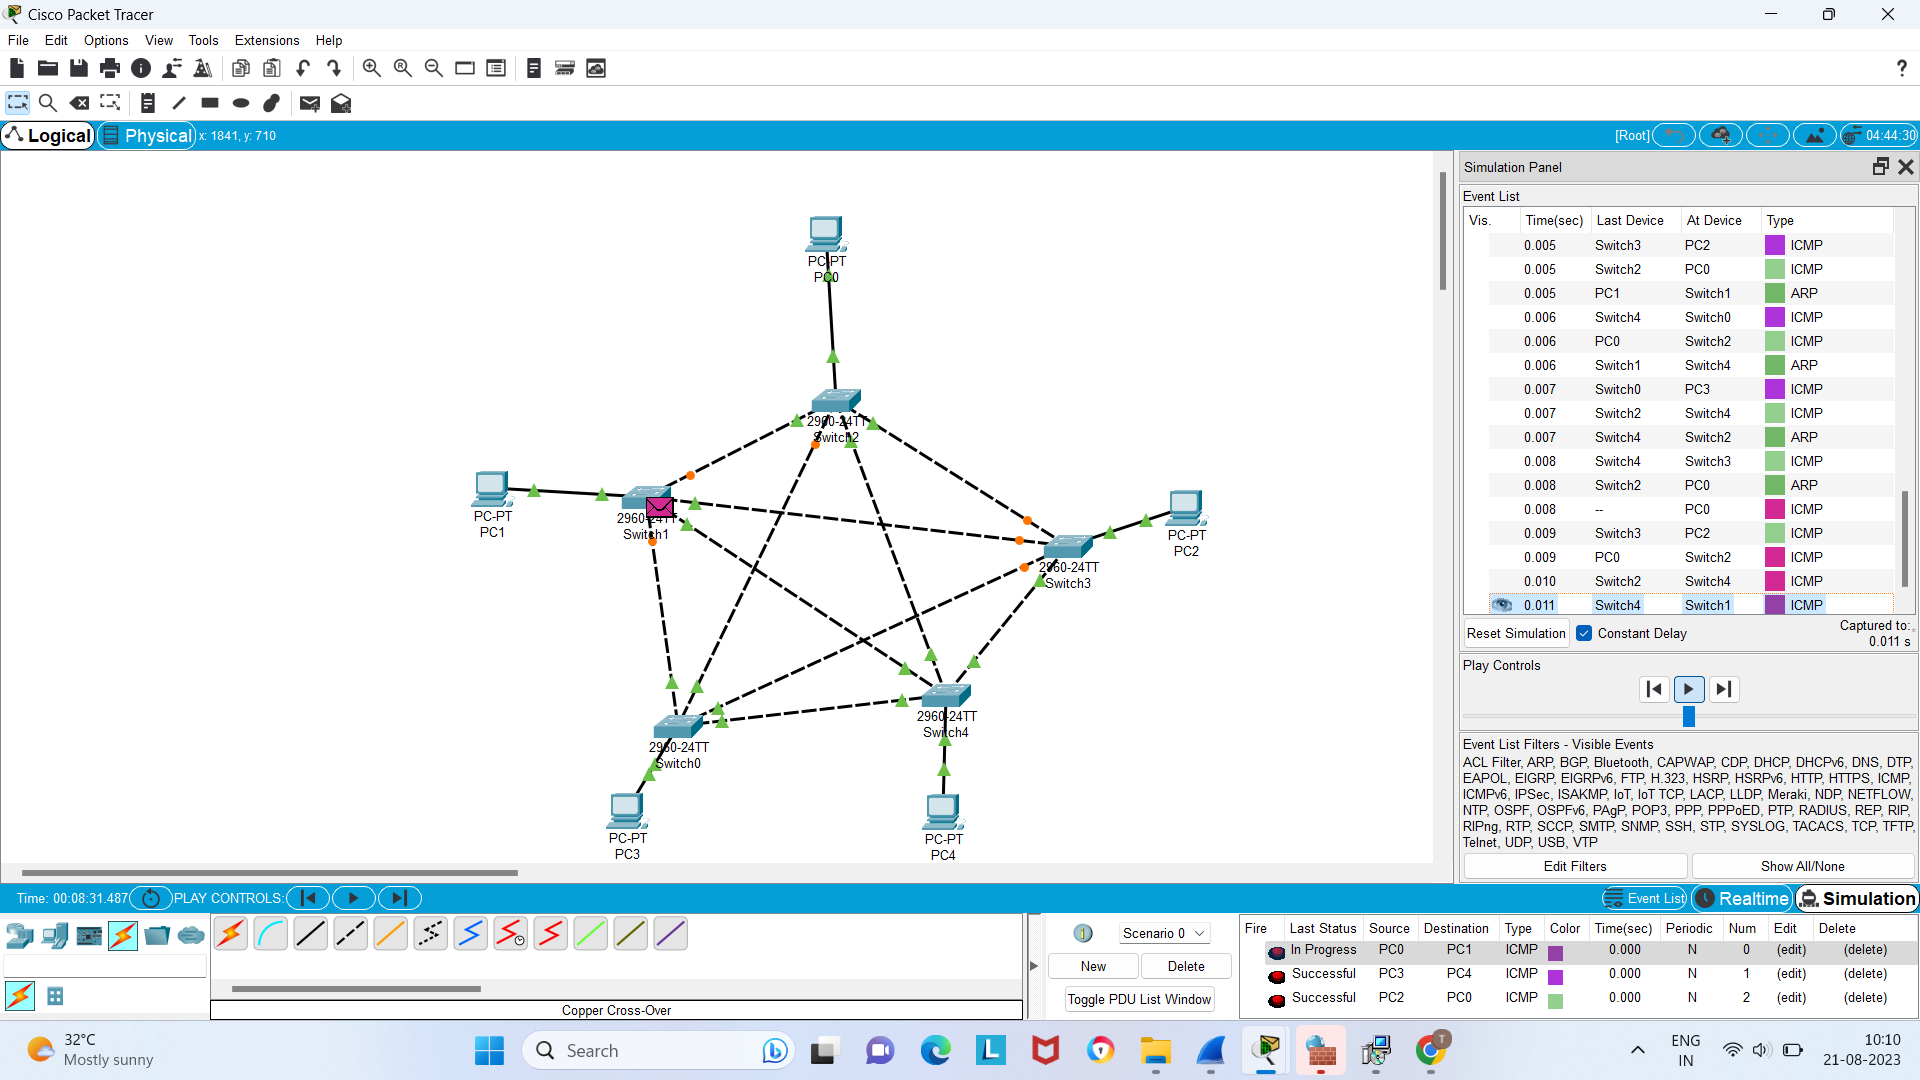 Cisco Packet Tracer
File Edit Options View Tools Extensions Help
Logical Physical x: 1841, y: 710 [Root] 04:44:30
PC-PT
PC0
2960-24TT
Switch2
PC-PT
PC1
2960-24TT
Switch1
PC-PT
PC2
2960-24TT
Switch3
2960-24TT
Switch4
2960-24TT
Switch0
PC-PT
PC3
PC-PT
PC4
Simulation Panel
Event List
Vis. Time(sec) Last Device At Device Type
0.005 Switch3 PC2 ICMP
0.005 Switch2 PC0 ICMP
0.005 PC1 Switch1 ARP
0.006 Switch4 Switch0 ICMP
0.006 PC0 Switch2 ICMP
0.006 Switch1 Switch4 ARP
0.007 Switch0 PC3 ICMP
0.007 Switch2 Switch4 ICMP
0.007 Switch4 Switch2 ARP
0.008 Switch4 Switch3 ICMP
0.008 Switch2 PC0 ARP
0.008 -- PC0 ICMP
0.009 Switch3 PC2 ICMP
0.009 PC0 Switch2 ICMP
0.010 Switch2 Switch4 ICMP
0.011 Switch4 Switch1 ICMP
Reset Simulation Constant Delay Captured to:
0.011 s
Play Controls
Event List Filters - Visible Events
ACL Filter, ARP, BGP, Bluetooth, CAPWAP, CDP, DHCP, DHCPv6, DNS, DTP,
EAPOL, EIGRP, EIGRPv6, FTP, H.323, HSRP, HSRPv6, HTTP, HTTPS, ICMP,
ICMPv6, IPSec, ISAKMP, IoT, IoT TCP, LACP, LLDP, Meraki, NDP, NETFLOW,
NTP, OSPF, OSPFv6, PAgP, POP3, PPP, PPPoED, PTP, RADIUS, REP, RIP,
RIPng, RTP, SCCP, SMTP, SNMP, SSH, STP, SYSLOG, TACACS, TCP, TFTP,
Telnet, UDP, USB, VTP
Edit Filters Show All/None
Time: 00:08:31.487 PLAY CONTROLS: Event List Realtime Simulation
Scenario 0
New Delete
Toggle PDU List Window
Copper Cross-Over
Fire Last Status Source Destination Type Color Time(sec) Periodic Num Edit Delete
In Progress PC0 PC1 ICMP 0.000 N 0 (edit) (delete)
Successful PC3 PC4 ICMP 0.000 N 1 (edit) (delete)
Successful PC2 PC0 ICMP 0.000 N 2 (edit) (delete)
32°C
Mostly sunny
Search
ENG
IN
10:10
21-08-2023